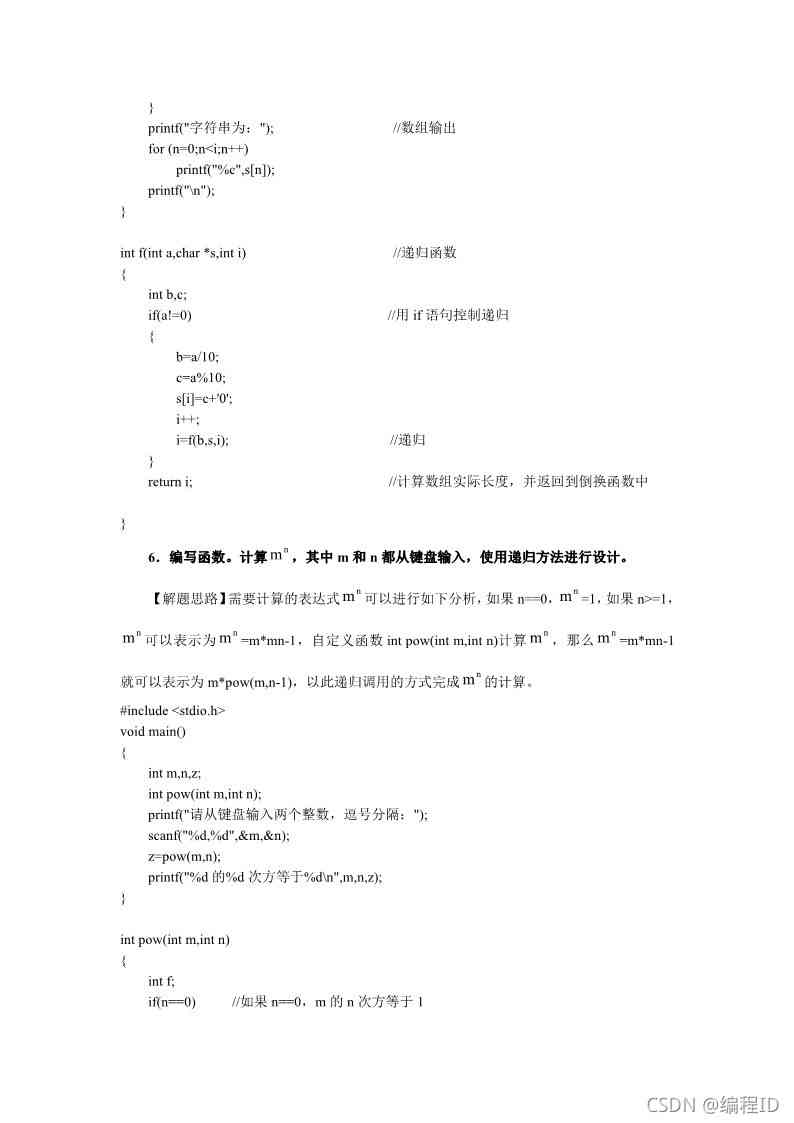 }
printf("字符串为："); //数组输出
for (n=0;n<i;n++)
printf("%c",s[n]);
printf("\n");
}
int f(int a,char *s,int i) //递归函数
{
int b,c;
if(a!=0) //用 if 语句控制递归
{
b=a/10;
c=a%10;
s[i]=c+'0';
i++;
i=f(b,s,i); //递归
}
return i; //计算数组实际长度，并返回到倒换函数中
}
6．编写函数。计算 mⁿ，其中 m 和 n 都从键盘输入，使用递归方法进行设计。
【解题思路】需要计算的表达式 mⁿ 可以进行如下分析，如果 n==0，mⁿ=1，如果 n>=1，
mⁿ 可以表示为 mⁿ=m*mn-1，自定义函数 int pow(int m,int n)计算 mⁿ，那么 mⁿ=m*mn-1
就可以表示为 m*pow(m,n-1)，以此递归调用的方式完成 mⁿ 的计算。
#include <stdio.h>
void main()
{
int m,n,z;
int pow(int m,int n);
printf("请从键盘输入两个整数，逗号分隔：");
scanf("%d,%d",&m,&n);
z=pow(m,n);
printf("%d 的%d 次方等于%d\n",m,n,z);
}
int pow(int m,int n)
{
int f;
if(n==0) //如果 n==0，m 的 n 次方等于 1
CSDN @编程ID